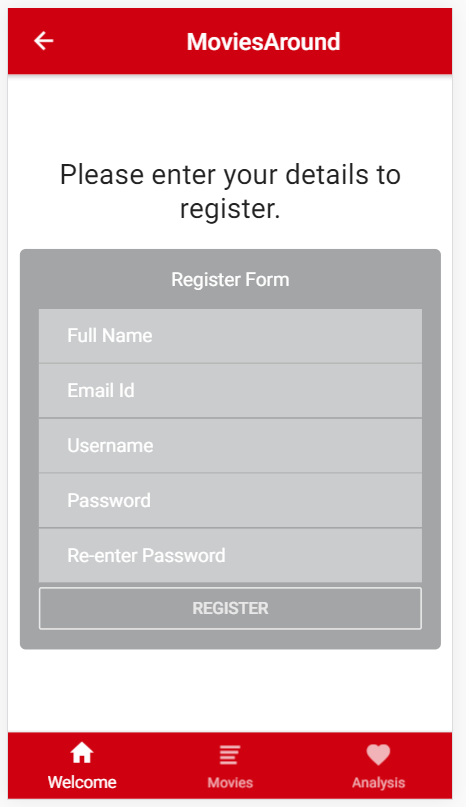 MoviesAround
Please enter your details to
register.
Register Form
Full Name
Email Id
Username
Password
Re-enter Password
REGISTER
Welcome
Movies
Analysis